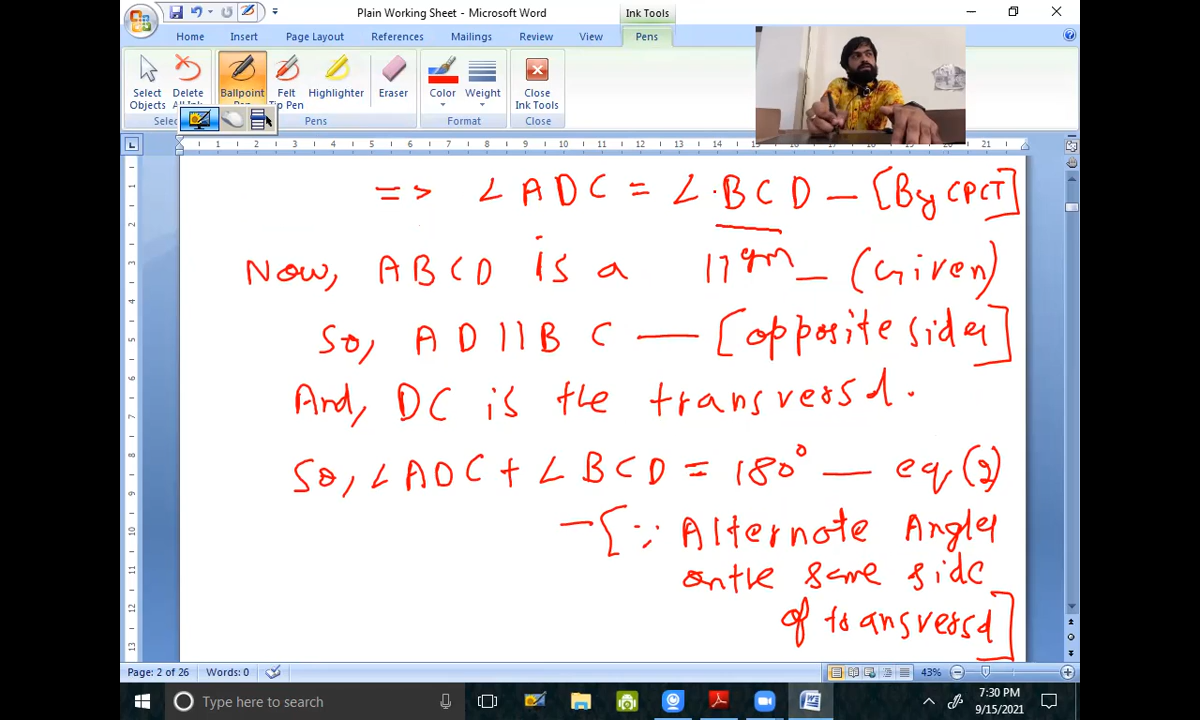 Plain Working Sheet - Microsoft Word
Ink Tools
Home Insert Page Layout References Mailings Review View Pens
Select Objects
Delete All Ink
Ballpoint Pen
Felt Tip Pen
Highlighter
Eraser
Color
Weight
Close Ink Tools
Pens Format Close
=> ∠ADC = ∠BCD - [By CPCT]
Now, ABCD is a 11gm - (Given)
So, AD || BC — [opposite sides]
And, DC is the transversal.
So, ∠ADC + ∠BCD = 180° — eq (2)
- [∵ Alternate Angles
on the same side
of transversal]
Page: 2 of 26 Words: 0 43%
Type here to search
7:30 PM
9/15/2021